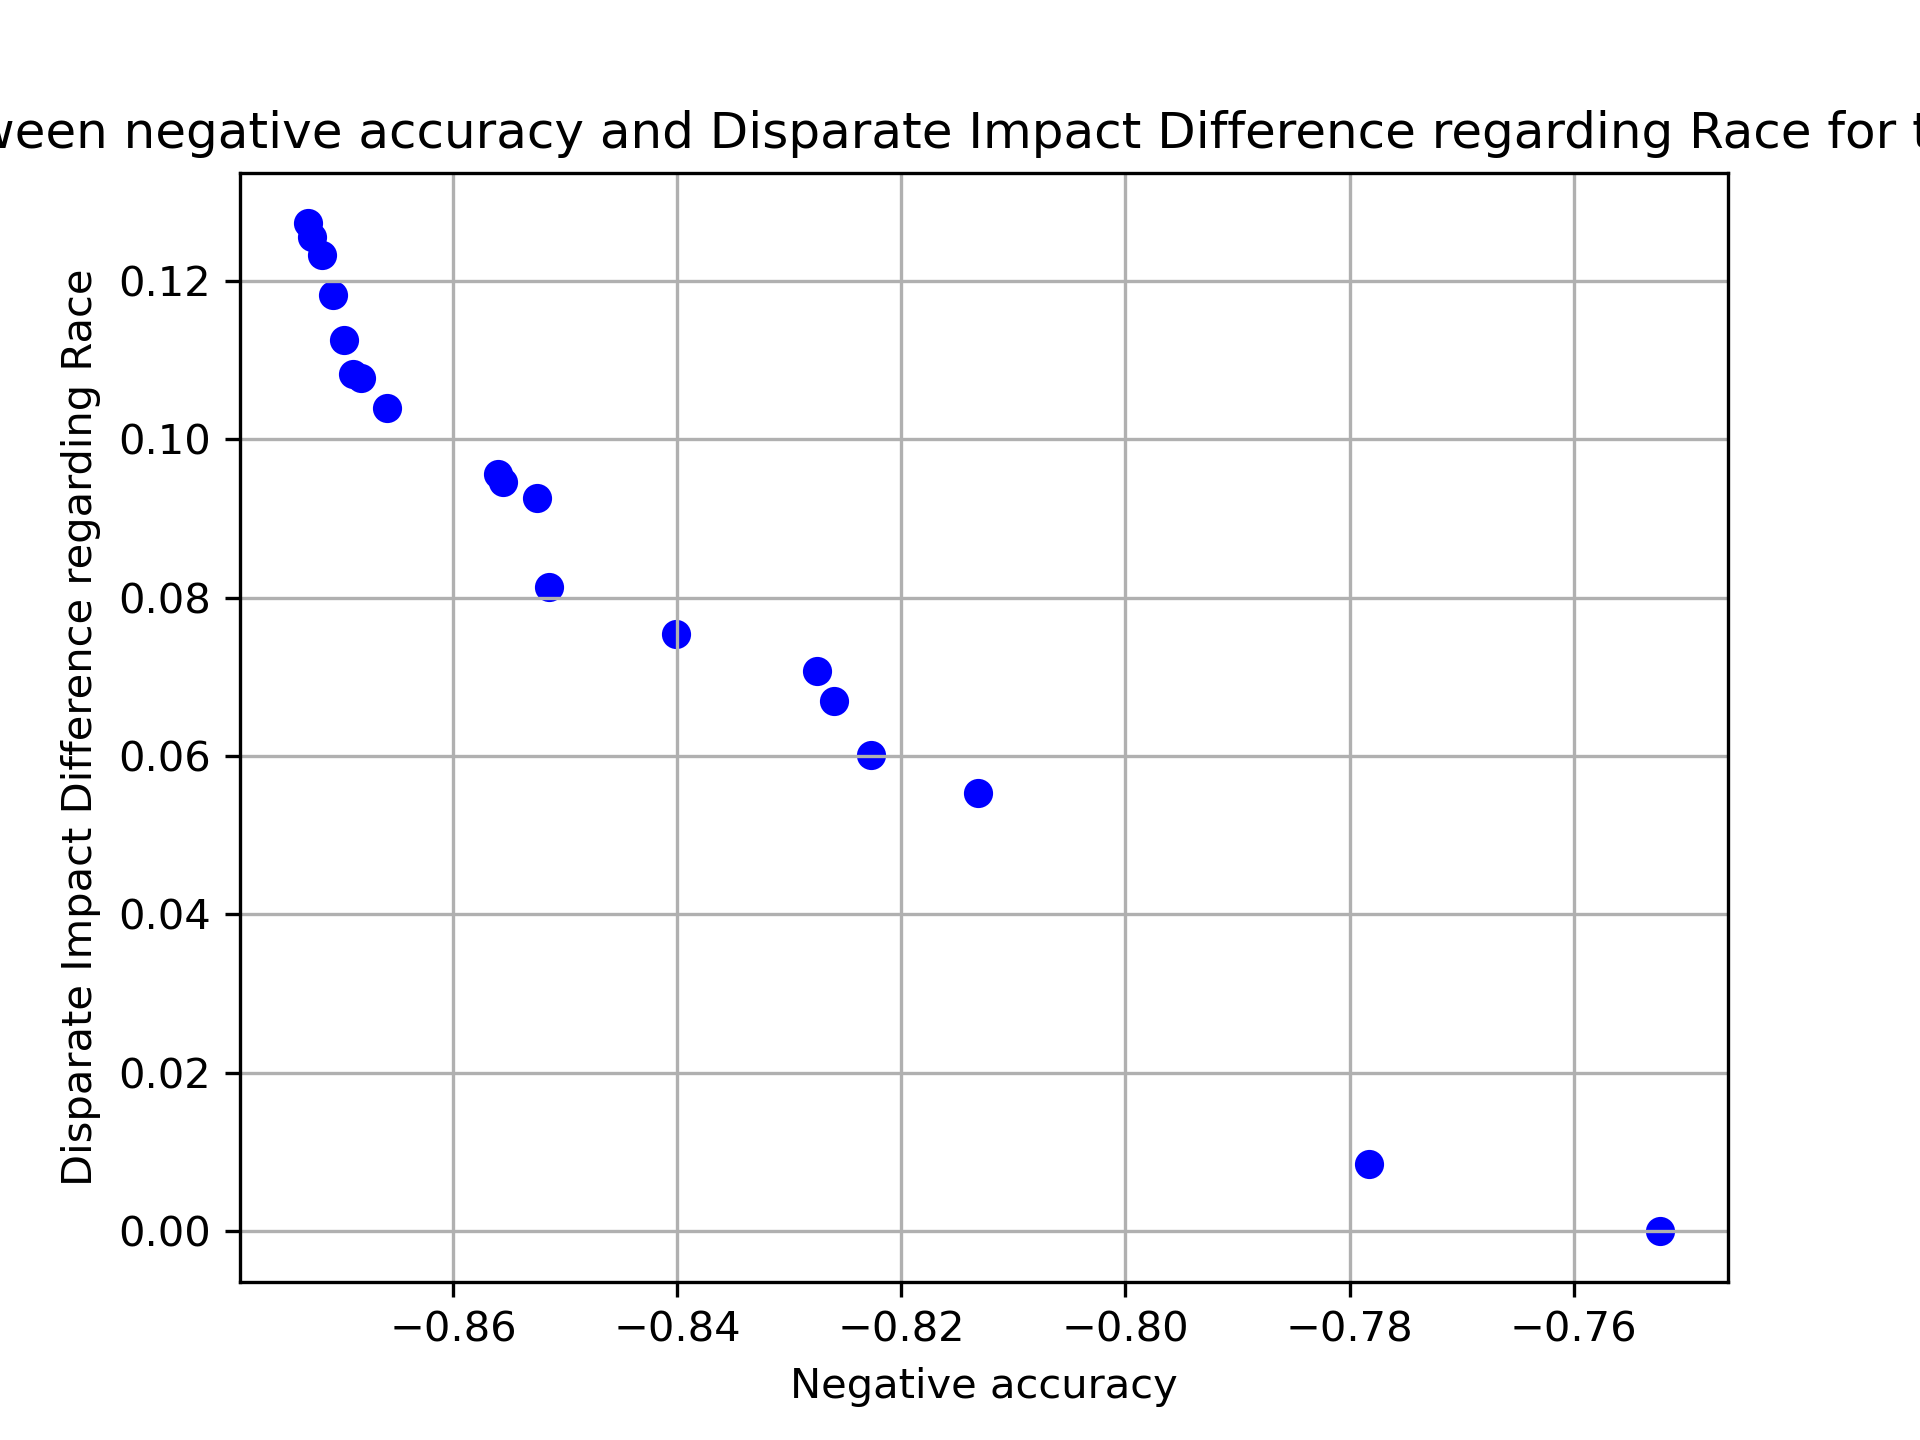 negative accuracy and Disparate Impact Difference regarding Race for
Disparate Impact Difference regarding Race
0.12
0.10
0.08
0.06
0.04
0.02
0.00
−0.86 −0.84 −0.82 −0.80 −0.78 −0.76
Negative accuracy